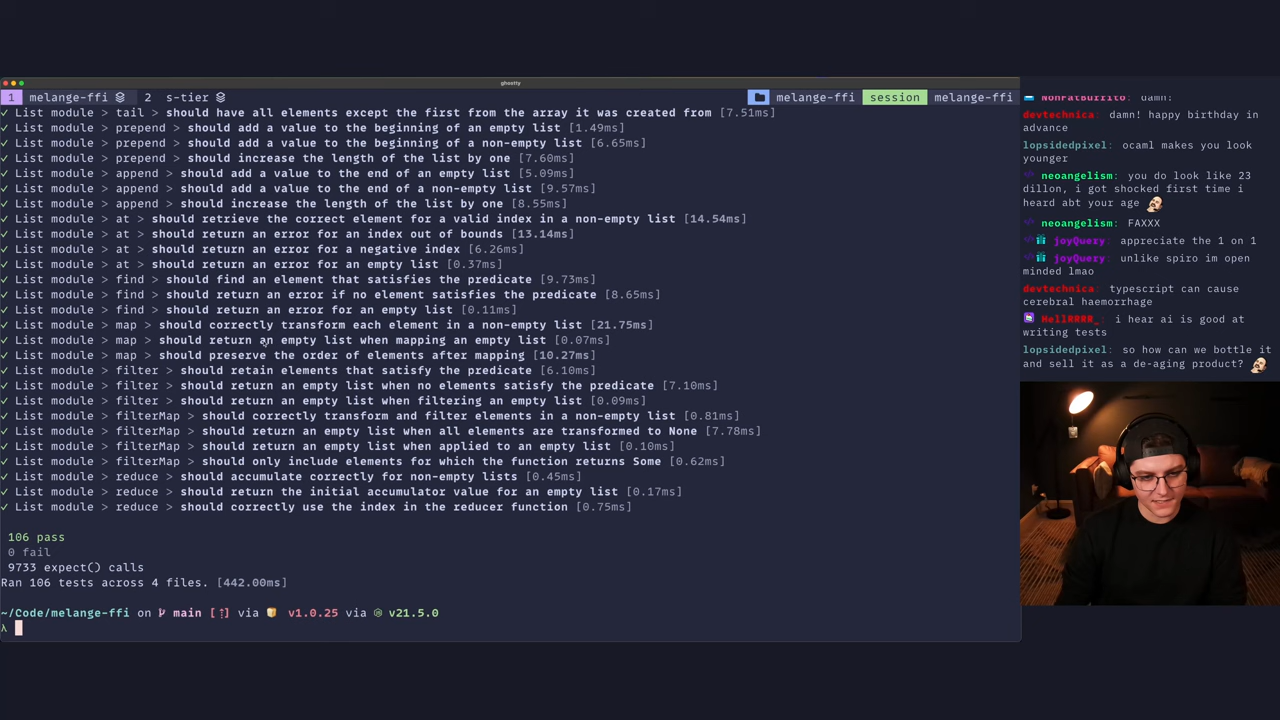 ghostty
1 melange-ffi 2 s-tier melange-ffi session melange-ffi
✓ List module > tail > should have all elements except the first from the array it was created from [7.51ms]
✓ List module > prepend > should add a value to the beginning of an empty list [1.49ms]
✓ List module > prepend > should add a value to the beginning of a non-empty list [6.65ms]
✓ List module > prepend > should increase the length of the list by one [7.60ms]
✓ List module > append > should add a value to the end of an empty list [5.09ms]
✓ List module > append > should add a value to the end of a non-empty list [9.57ms]
✓ List module > append > should increase the length of the list by one [8.55ms]
✓ List module > at > should retrieve the correct element for a valid index in a non-empty list [14.54ms]
✓ List module > at > should return an error for an index out of bounds [13.14ms]
✓ List module > at > should return an error for a negative index [6.26ms]
✓ List module > at > should return an error for an empty list [0.37ms]
✓ List module > find > should find an element that satisfies the predicate [9.73ms]
✓ List module > find > should return an error if no element satisfies the predicate [8.65ms]
✓ List module > find > should return an error for an empty list [0.11ms]
✓ List module > map > should correctly transform each element in a non-empty list [21.75ms]
✓ List module > map > should return an empty list when mapping an empty list [0.07ms]
✓ List module > map > should preserve the order of elements after mapping [10.27ms]
✓ List module > filter > should retain elements that satisfy the predicate [6.10ms]
✓ List module > filter > should return an empty list when no elements satisfy the predicate [7.10ms]
✓ List module > filter > should return an empty list when filtering an empty list [0.09ms]
✓ List module > filterMap > should correctly transform and filter elements in a non-empty list [0.81ms]
✓ List module > filterMap > should return an empty list when all elements are transformed to None [7.78ms]
✓ List module > filterMap > should return an empty list when applied to an empty list [0.10ms]
✓ List module > filterMap > should only include elements for which the function returns Some [0.62ms]
✓ List module > reduce > should accumulate correctly for non-empty lists [0.45ms]
✓ List module > reduce > should return the initial accumulator value for an empty list [0.17ms]
✓ List module > reduce > should correctly use the index in the reducer function [0.75ms]
106 pass
0 fail
9733 expect() calls
Ran 106 tests across 4 files. [442.00ms]
~/Code/melange-ffi on main [⇡] via v1.0.25 via v21.5.0
λ
NonFatBurrito: damn!
devtechnica: damn! happy birthday in
advance
lopsidedpixel: ocaml makes you look
younger
neoangelism: you do look like 23
dillon, i got shocked first time i
heard abt your age
neoangelism: FAXXX
joyQuery: appreciate the 1 on 1
joyQuery: unlike spiro im open
minded lmao
devtechnica: typescript can cause
cerebral haemorrhage
HellRRRR_: i hear ai is good at
writing tests
lopsidedpixel: so how can we bottle it
and sell it as a de-aging product?